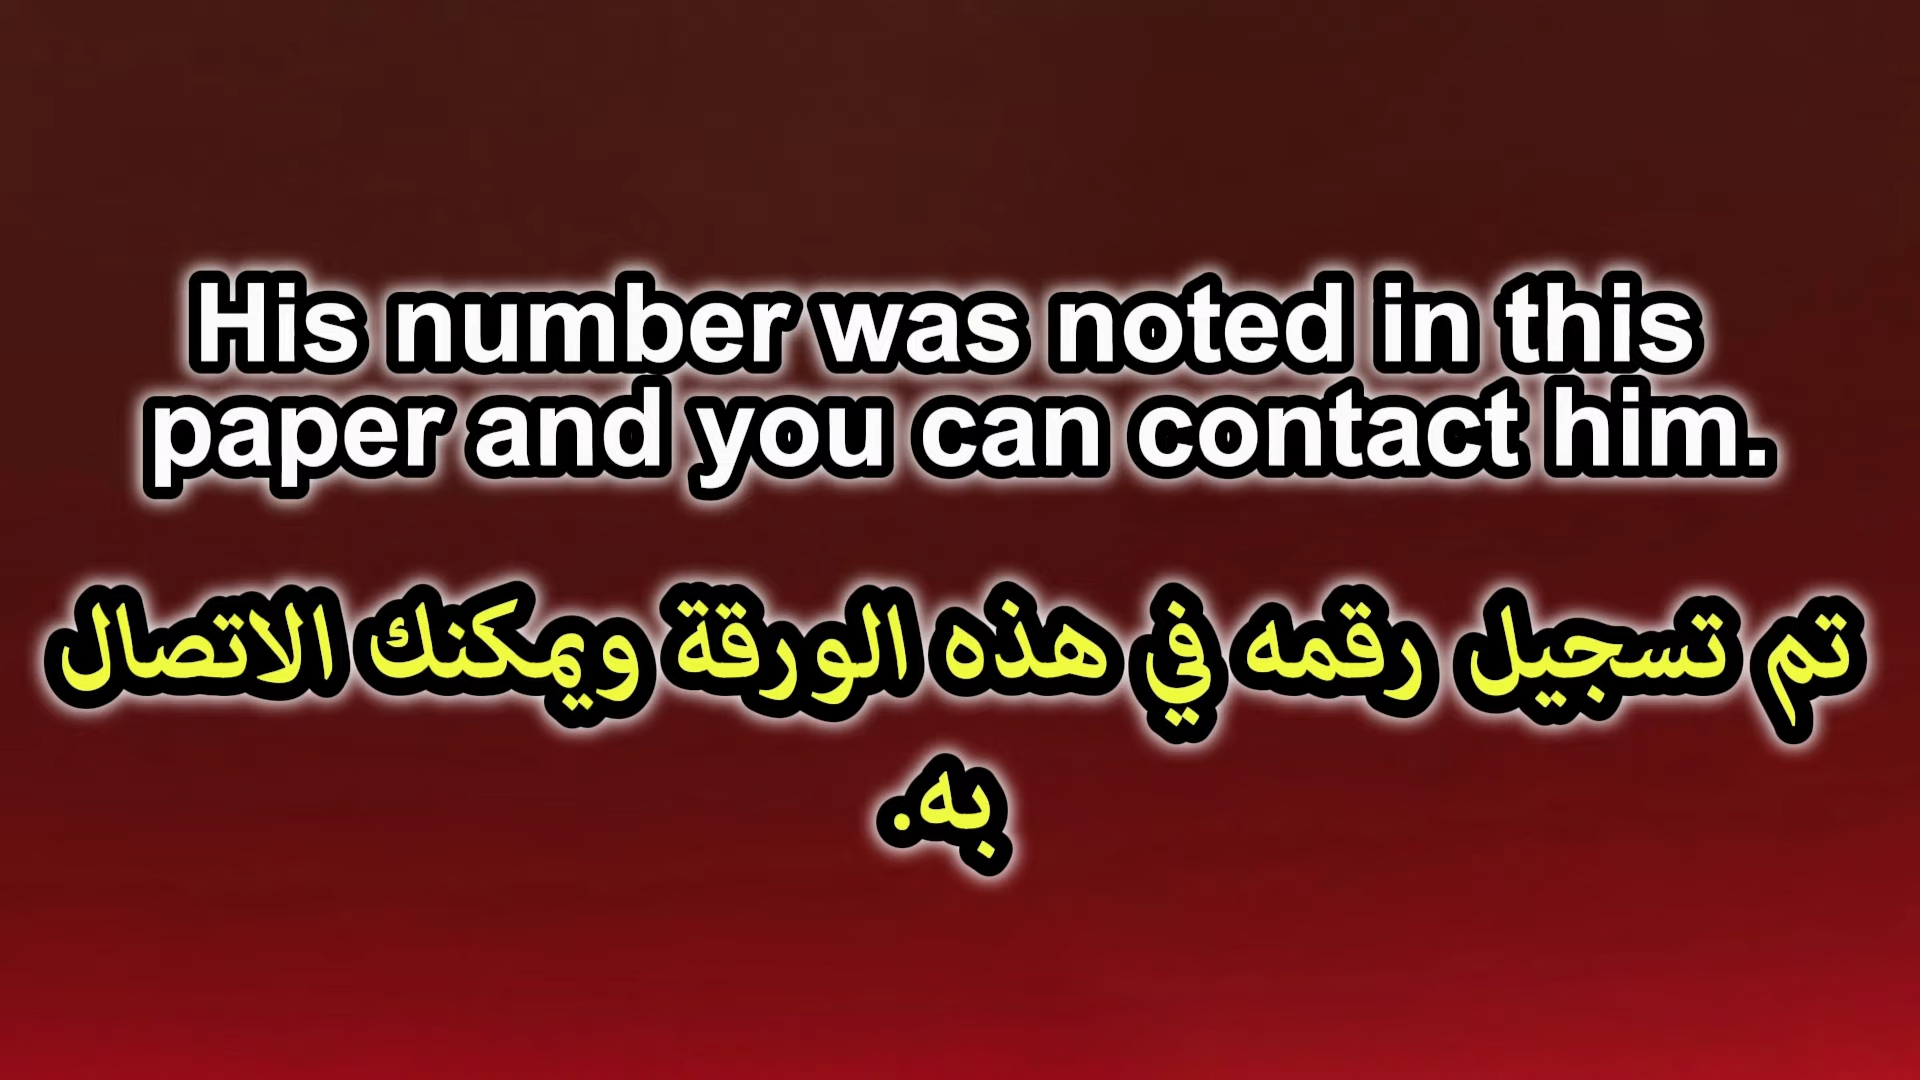 His number was noted in this
paper and you can contact him.
تم تسجيل رقمه في هذه الورقة ويمكنك الاتصال
به.